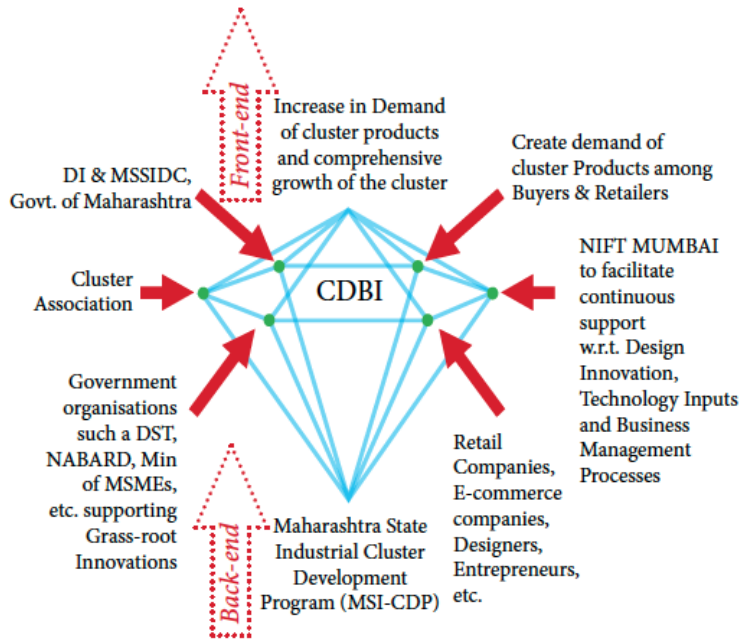 Front-end
Increase in Demand
of cluster products
and comprehensive
growth of the cluster
DI & MSSIDC,
Govt. of Maharashtra
Create demand of
cluster Products among
Buyers & Retailers
Cluster
Association
CDBI
NIFT MUMBAI
to facilitate
continuous
support
w.r.t. Design
Innovation,
Technology Inputs
and Business
Management
Processes
Government
organisations
such a DST,
NABARD, Min
of MSMEs,
etc. supporting
Grass-root
Innovations
Back-end
Maharashtra State
Industrial Cluster
Development
Program (MSI-CDP)
Retail
Companies,
E-commerce
companies,
Designers,
Entrepreneurs,
etc.